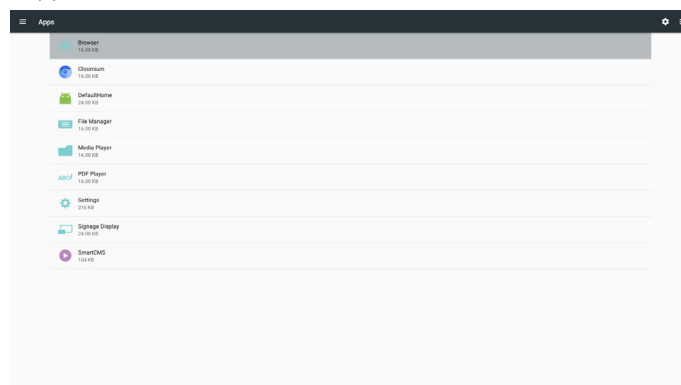 Apps
Browser
16.00 KB
Chromium
16.00 KB
DefaultHome
24.00 KB
File Manager
16.00 KB
Media Player
16.00 KB
ABC
PDF Player
16.00 KB
Settings
316 KB
Signage Display
24.00 KB
SmartCMS
104 KB